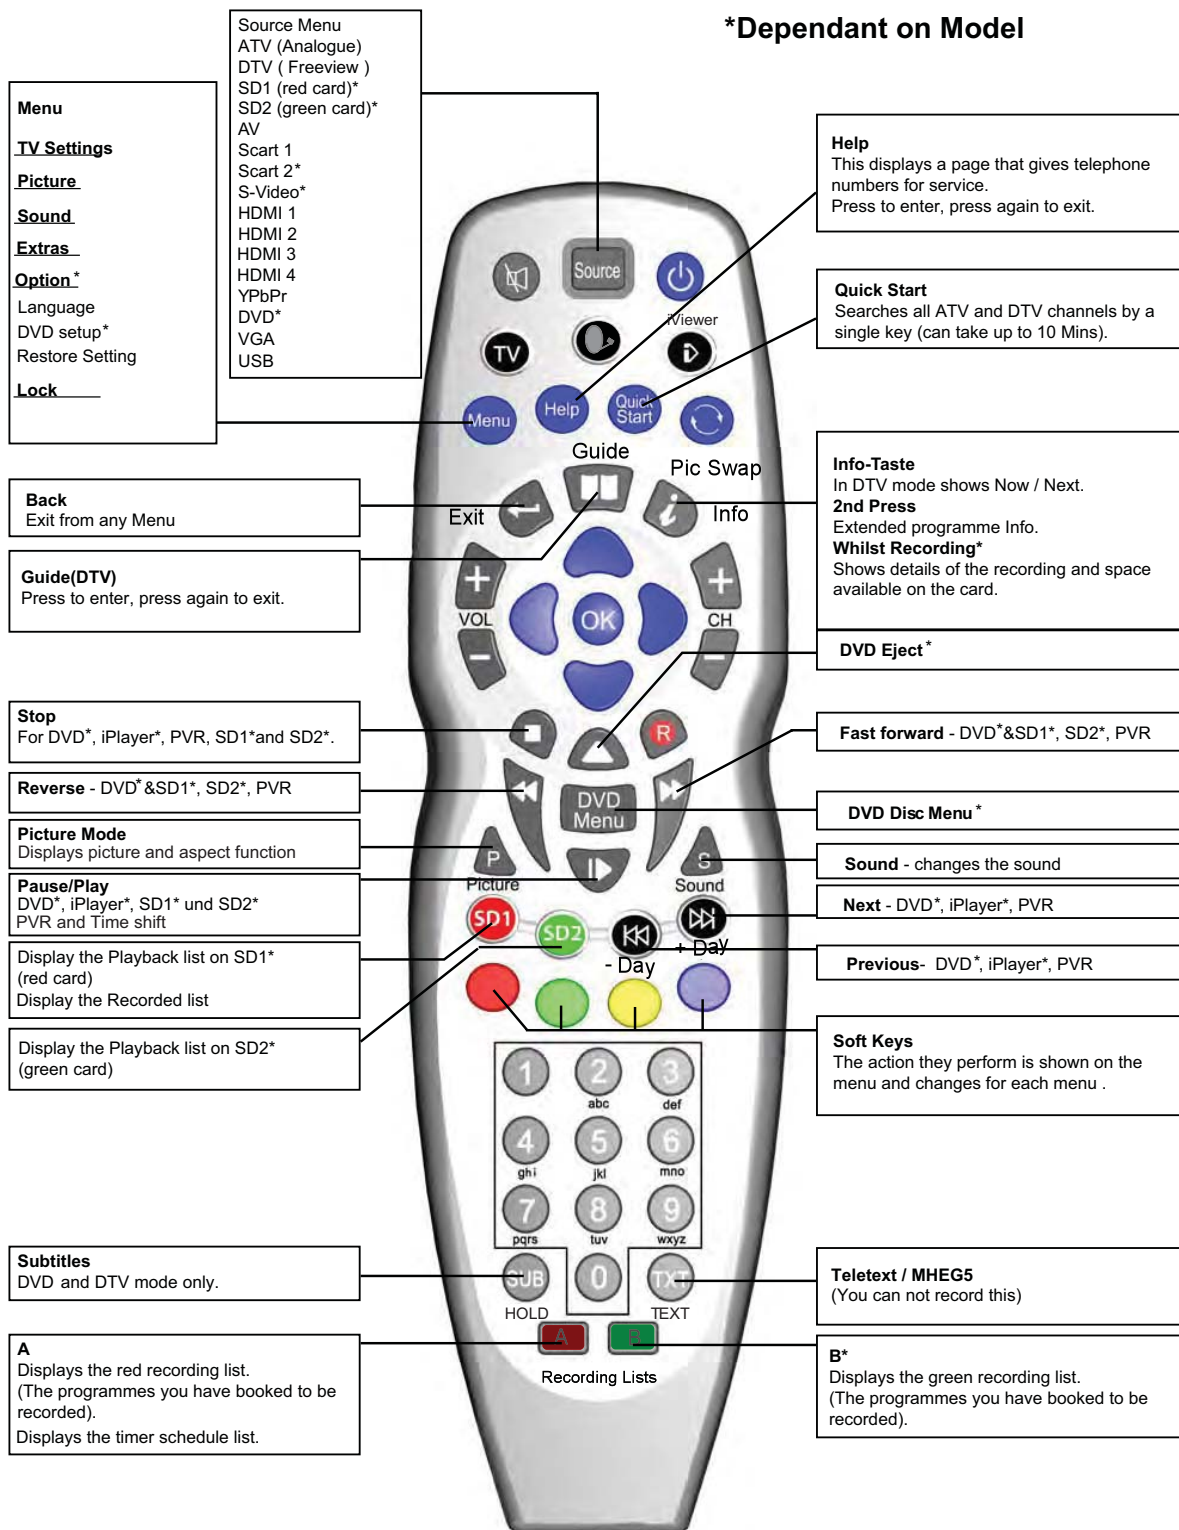 *Dependant on Model
Source Menu
ATV (Analogue)
DTV ( Freeview )
SD1 (red card)*
SD2 (green card)*
AV
Scart 1
Scart 2*
S-Video*
HDMI 1
HDMI 2
HDMI 3
HDMI 4
YPbPr
DVD*
VGA
USB
Menu
TV Settings
Picture
Sound
Extras
Option*
Language
DVD setup*
Restore Setting
Lock
Back
Exit from any Menu
Guide(DTV)
Press to enter, press again to exit.
Stop
For DVD*, iPlayer*, PVR, SD1*and SD2*.
Reverse - DVD*&SD1*, SD2*, PVR
Picture Mode
Displays picture and aspect function
Pause/Play
DVD*, iPlayer*, SD1* und SD2*
PVR and Time shift
Display the Playback list on SD1*
(red card)
Display the Recorded list
Display the Playback list on SD2*
(green card)
Subtitles
DVD and DTV mode only.
A
Displays the red recording list.
(The programmes you have booked to be
recorded).
Displays the timer schedule list.
Source
iViewer
TV
Menu
Help
Quick
Start
Guide
Pic Swap
Exit
i
Info
+
+
VOL
OK
CH
-
-
R
DVD
Menu
P
S
Picture
Sound
SD1
SD2
- Day
+ Day
1
2
3
abc
def
4
5
6
ghi
jkl
mno
7
8
9
pqrs
tuv
wxyz
SUB
0
TXT
HOLD
TEXT
A
B
Recording Lists
Help
This displays a page that gives telephone
numbers for service.
Press to enter, press again to exit.
Quick Start
Searches all ATV and DTV channels by a
single key (can take up to 10 Mins).
Info-Taste
In DTV mode shows Now / Next.
2nd Press
Extended programme Info.
Whilst Recording*
Shows details of the recording and space
available on the card.
DVD Eject*
Fast forward - DVD*&SD1*, SD2*, PVR
DVD Disc Menu*
Sound - changes the sound
Next - DVD*, iPlayer*, PVR
Previous- DVD*, iPlayer*, PVR
Soft Keys
The action they perform is shown on the
menu and changes for each menu .
Teletext / MHEG5
(You can not record this)
B*
Displays the green recording list.
(The programmes you have booked to be
recorded).